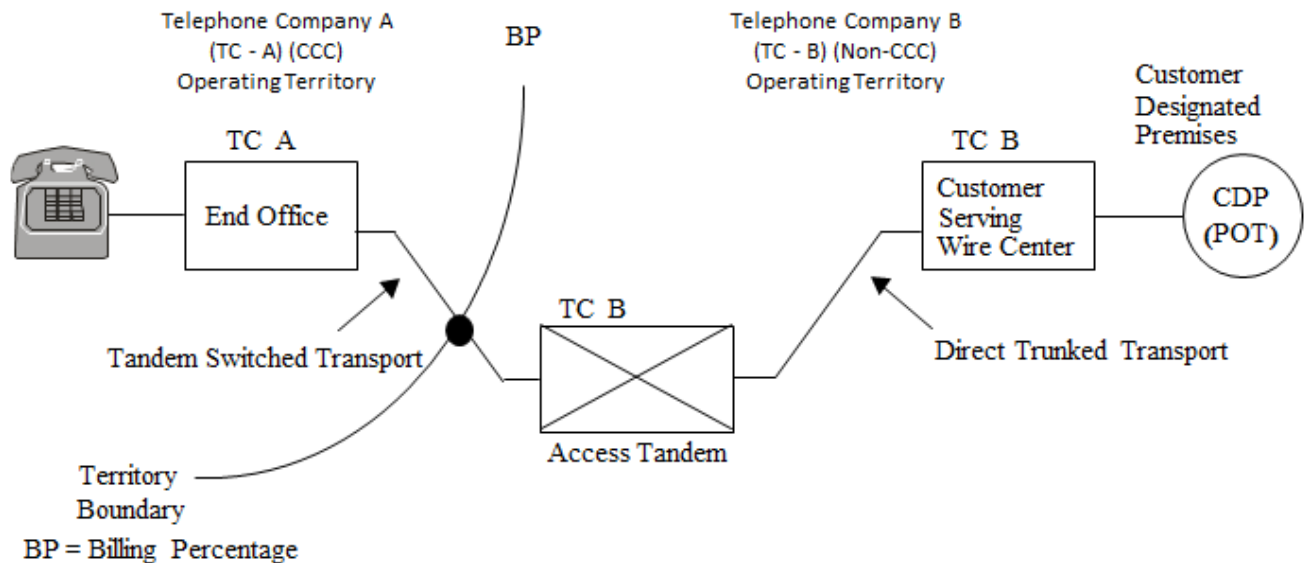 Telephone Company A
(TC - A) (CCC)
Operating Territory
BP
Telephone Company B
(TC - B) (Non-CCC)
Operating Territory
Customer
Designated
Premises
TC A
End Office
TC B
Customer
Serving
Wire Center
CDP
(POT)
Tandem Switched Transport
TC B
Access Tandem
Direct Trunked Transport
Territory
Boundary
BP = Billing Percentage